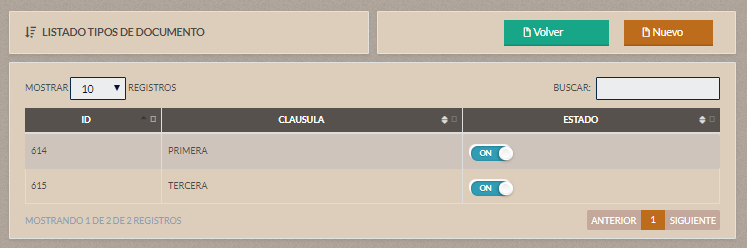 LISTADO TIPOS DE DOCUMENTO
Volver
Nuevo
MOSTRAR 10 REGISTROS
BUSCAR:
ID CLAUSULA ESTADO
614 PRIMERA ON
615 TERCERA ON
MOSTRANDO 1 DE 2 DE 2 REGISTROS
ANTERIOR 1 SIGUIENTE